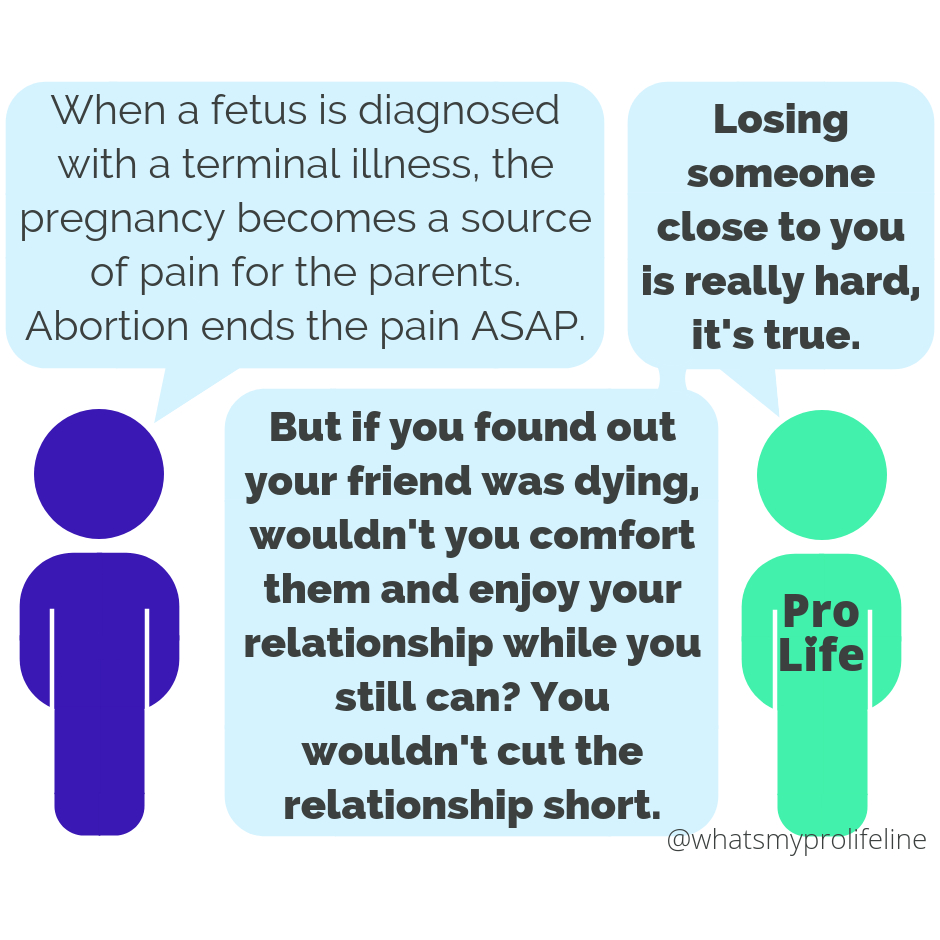 When a fetus is diagnosed
with a terminal illness, the
pregnancy becomes a source
of pain for the parents.
Abortion ends the pain ASAP.
Losing
someone
close to you
is really hard,
it's true.
But if you found out
your friend was dying,
wouldn't you comfort
them and enjoy your
relationship while you
still can? You
wouldn't cut the
relationship short.
Pro
Life
@whatsmyprolifeline